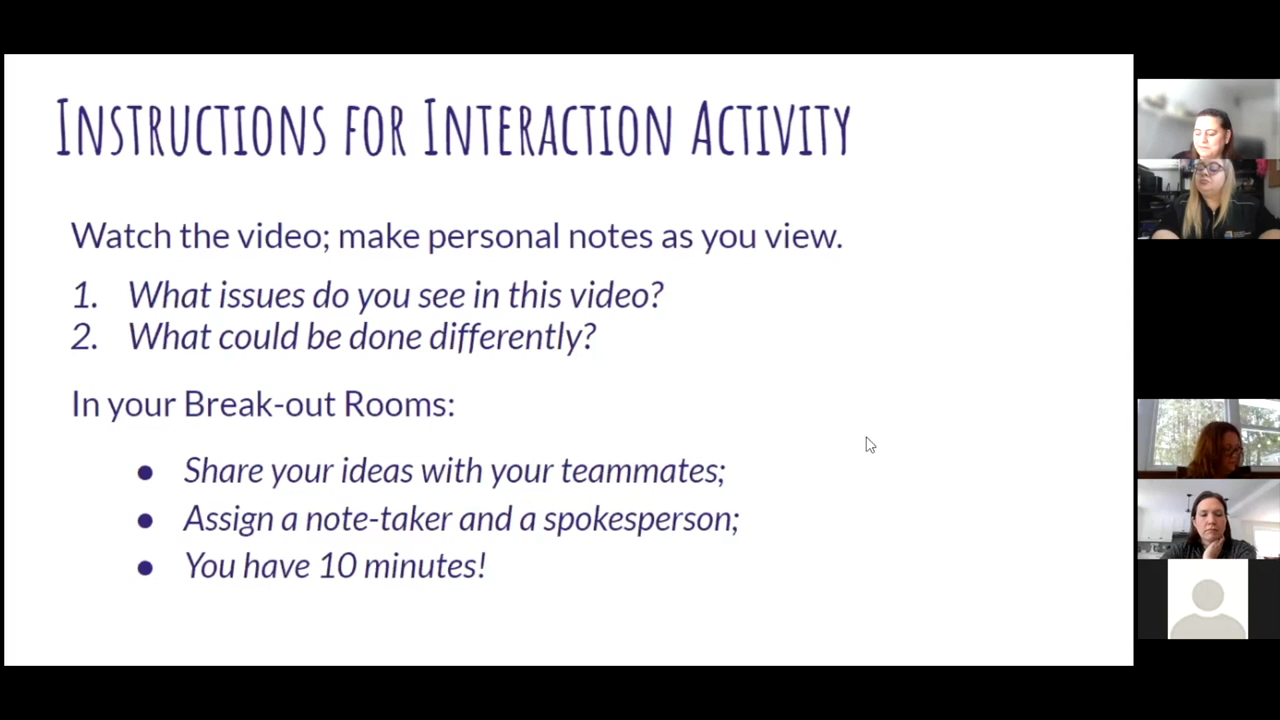 Instructions for Interaction Activity
Watch the video; make personal notes as you view.
1. What issues do you see in this video?
2. What could be done differently?
In your Break-out Rooms:
● Share your ideas with your teammates;
● Assign a note-taker and a spokesperson;
● You have 10 minutes!